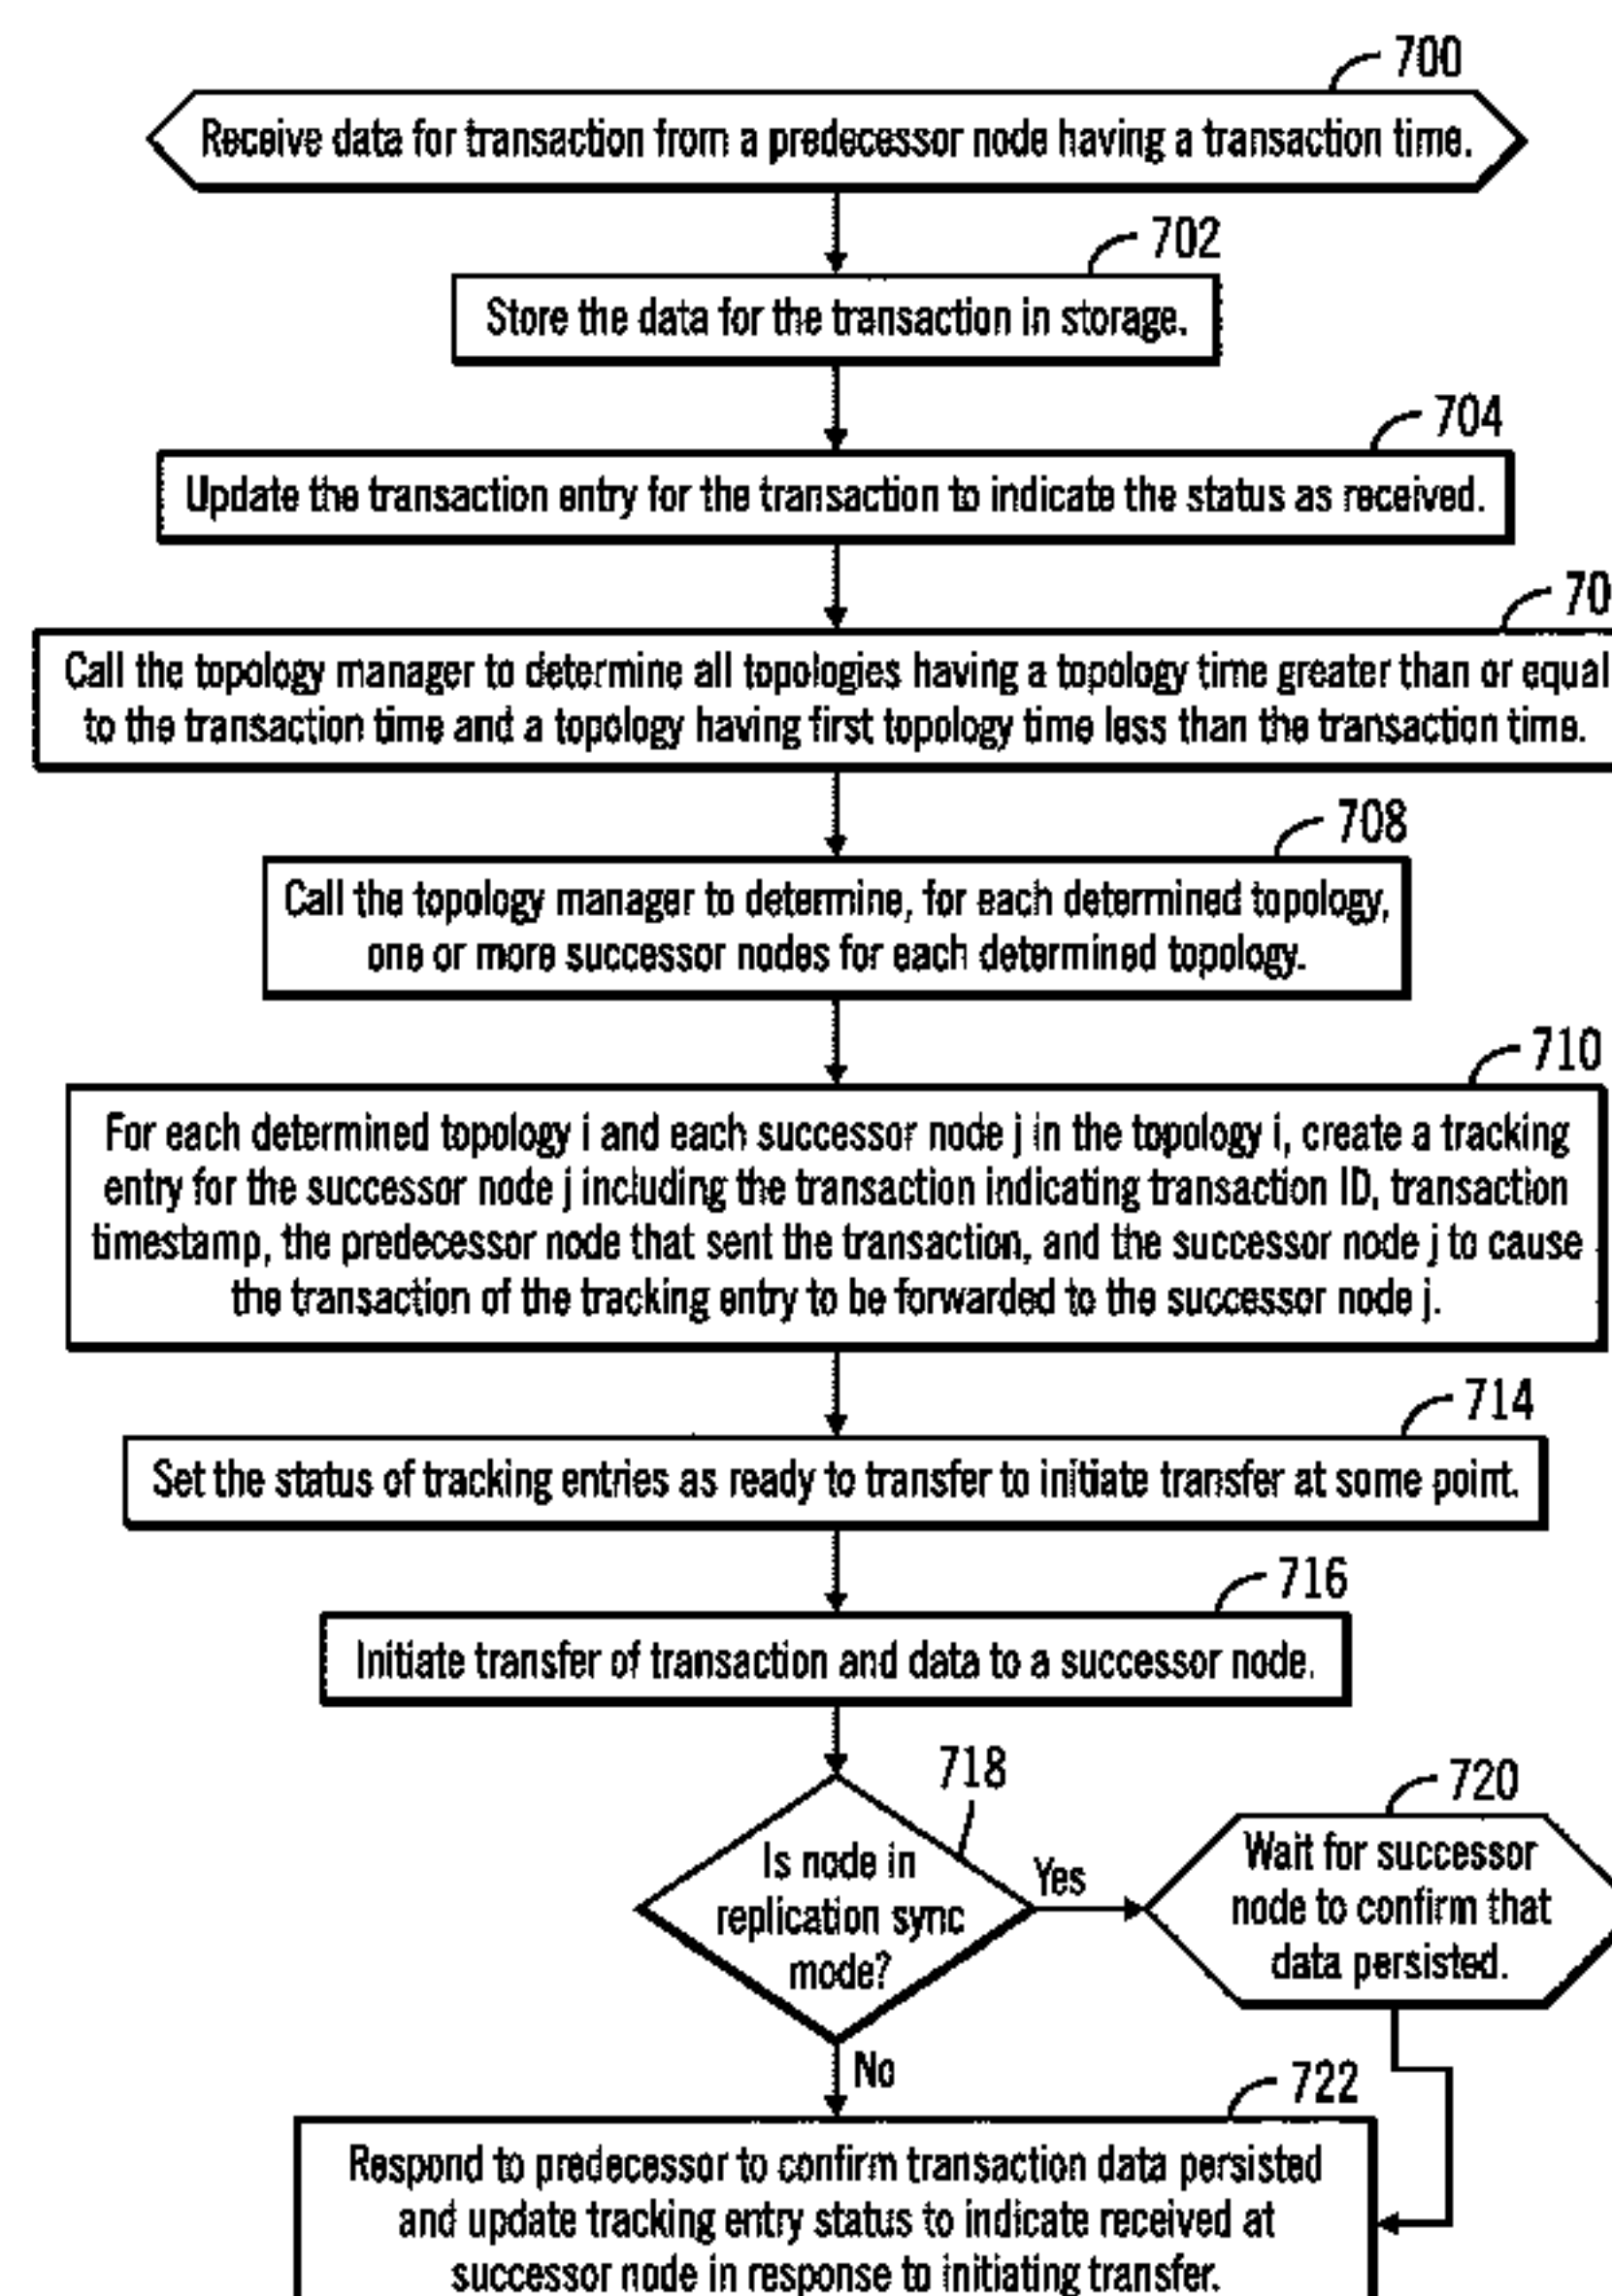 700
Receive data for transaction from a predecessor node having a transaction time.
702
Store the data for the transaction in storage.
704
Update the transaction entry for the transaction to indicate the status as received.
70
Call the topology manager to determine all topologies having a topology time greater than or equal
to the transaction time and a topology having first topology time less than the transaction time.
708
Call the topology manager to determine, for each determined topology,
one or more successor nodes for each determined topology.
710
For each determined topology i and each successor node j in the topology i, create a tracking
entry for the successor node j including the transaction indicating transaction ID, transaction
timestamp, the predecessor node that sent the transaction, and the successor node j to cause
the transaction of the tracking entry to be forwarded to the successor node j.
714
Set the status of tracking entries as ready to transfer to initiate transfer at some point.
716
Initiate transfer of transaction and data to a successor node.
718
Is node in
replication sync
mode?
Yes
720
Wait for successor
node to confirm that
data persisted.
No
722
Respond to predecessor to confirm transaction data persisted
and update tracking entry status to indicate received at
successor node in response to initiating transfer.